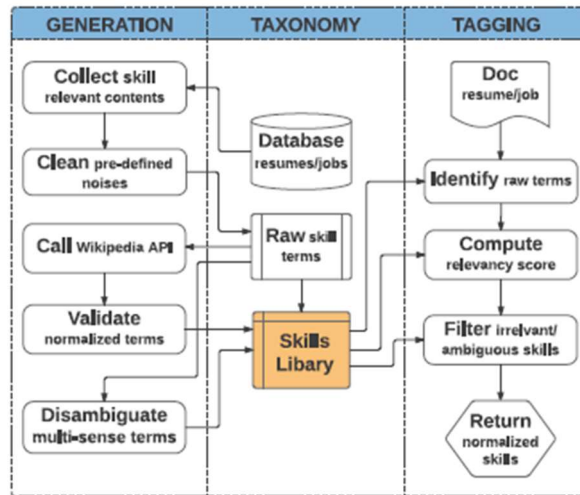 GENERATION
TAXONOMY
TAGGING
Collect skill
relevant contents
Clean pre-defined
noises
Call Wikipedia API
Validate
normalized terms
Disambiguate
multi-sense terms
Database
resumes/jobs
Raw skill
terms
Skills
Libary
Doc
resume/job
Identify raw terms
Compute
relevancy score
Filter irrelvant/
ambiguous skills
Return
normalized
skills